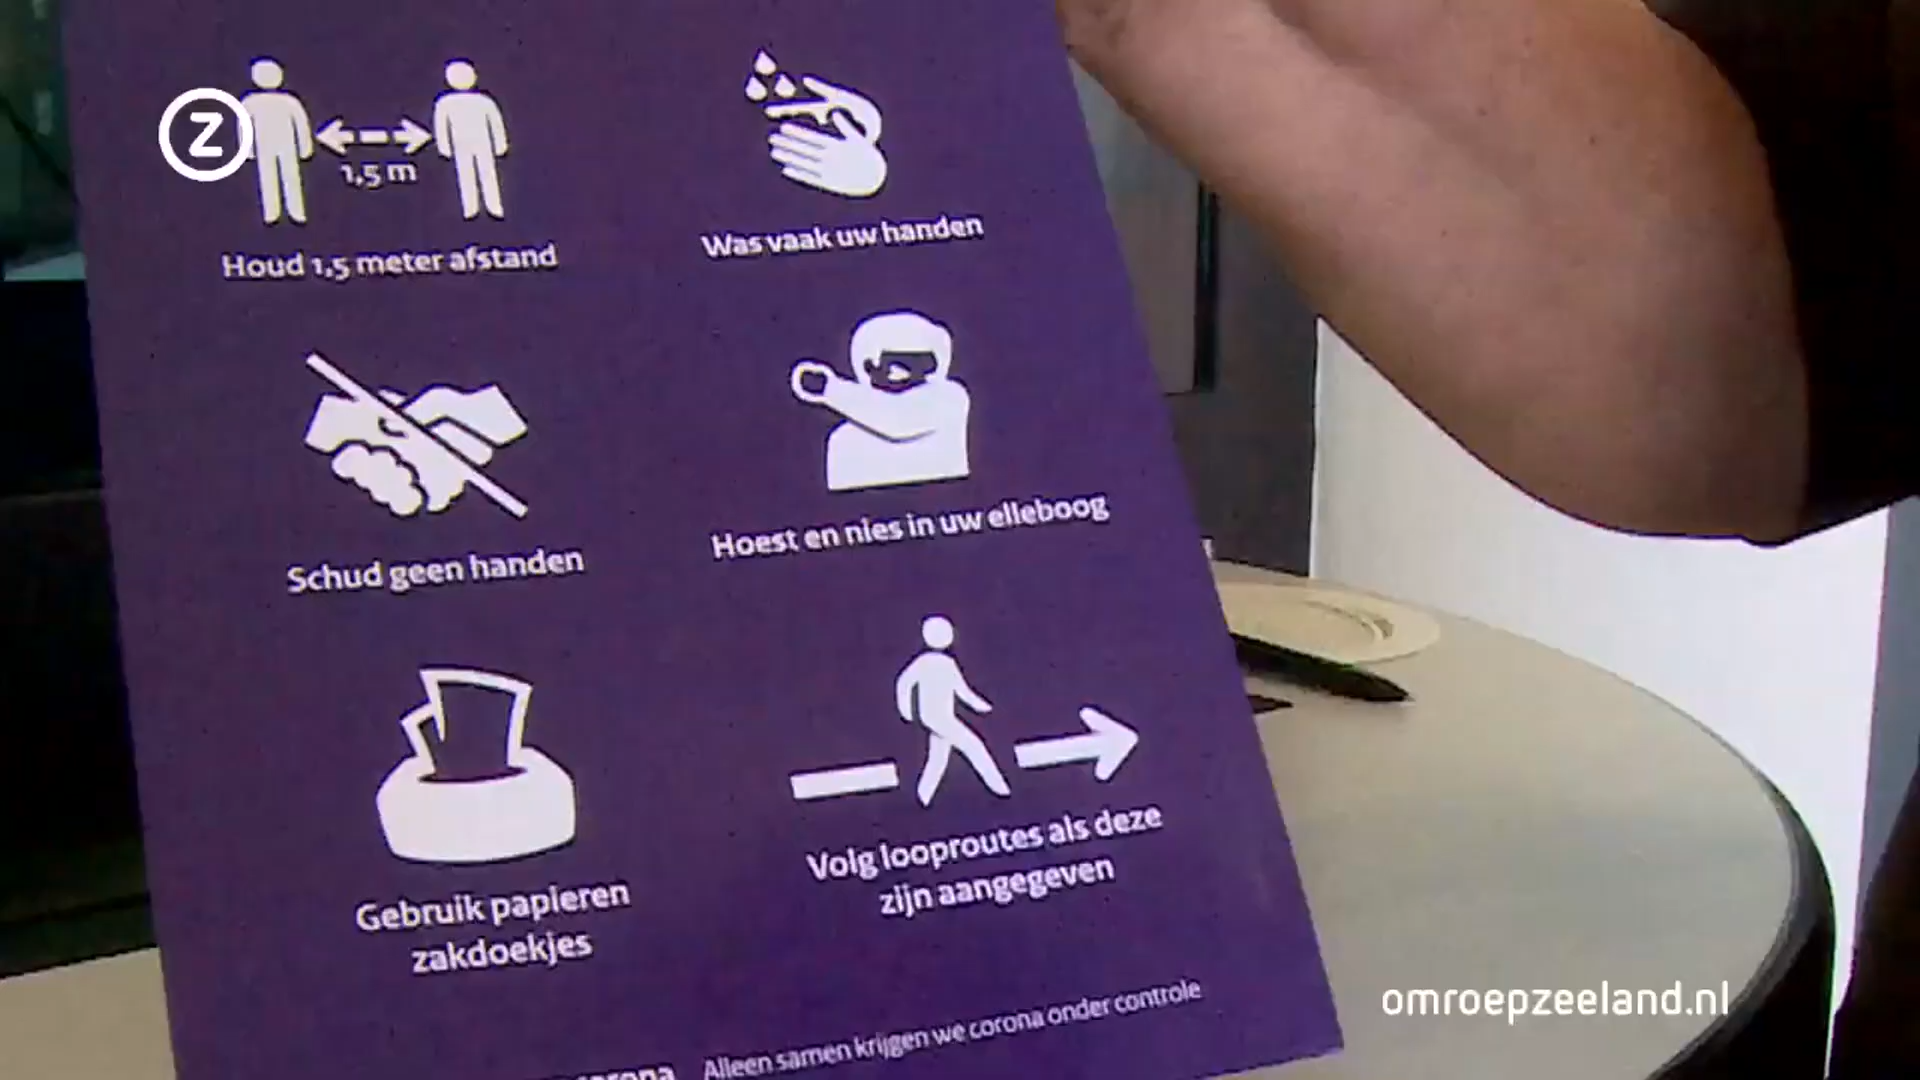 Z
1,5 m
Houd 1,5 meter afstand
Was vaak uw handen
Schud geen handen
Hoest en nies in uw elleboog
Gebruik papieren
zakdoekjes
Volg looproutes als deze
zijn aangegeven
corona Alleen samen krijgen we corona onder controle
omroepzeeland.nl